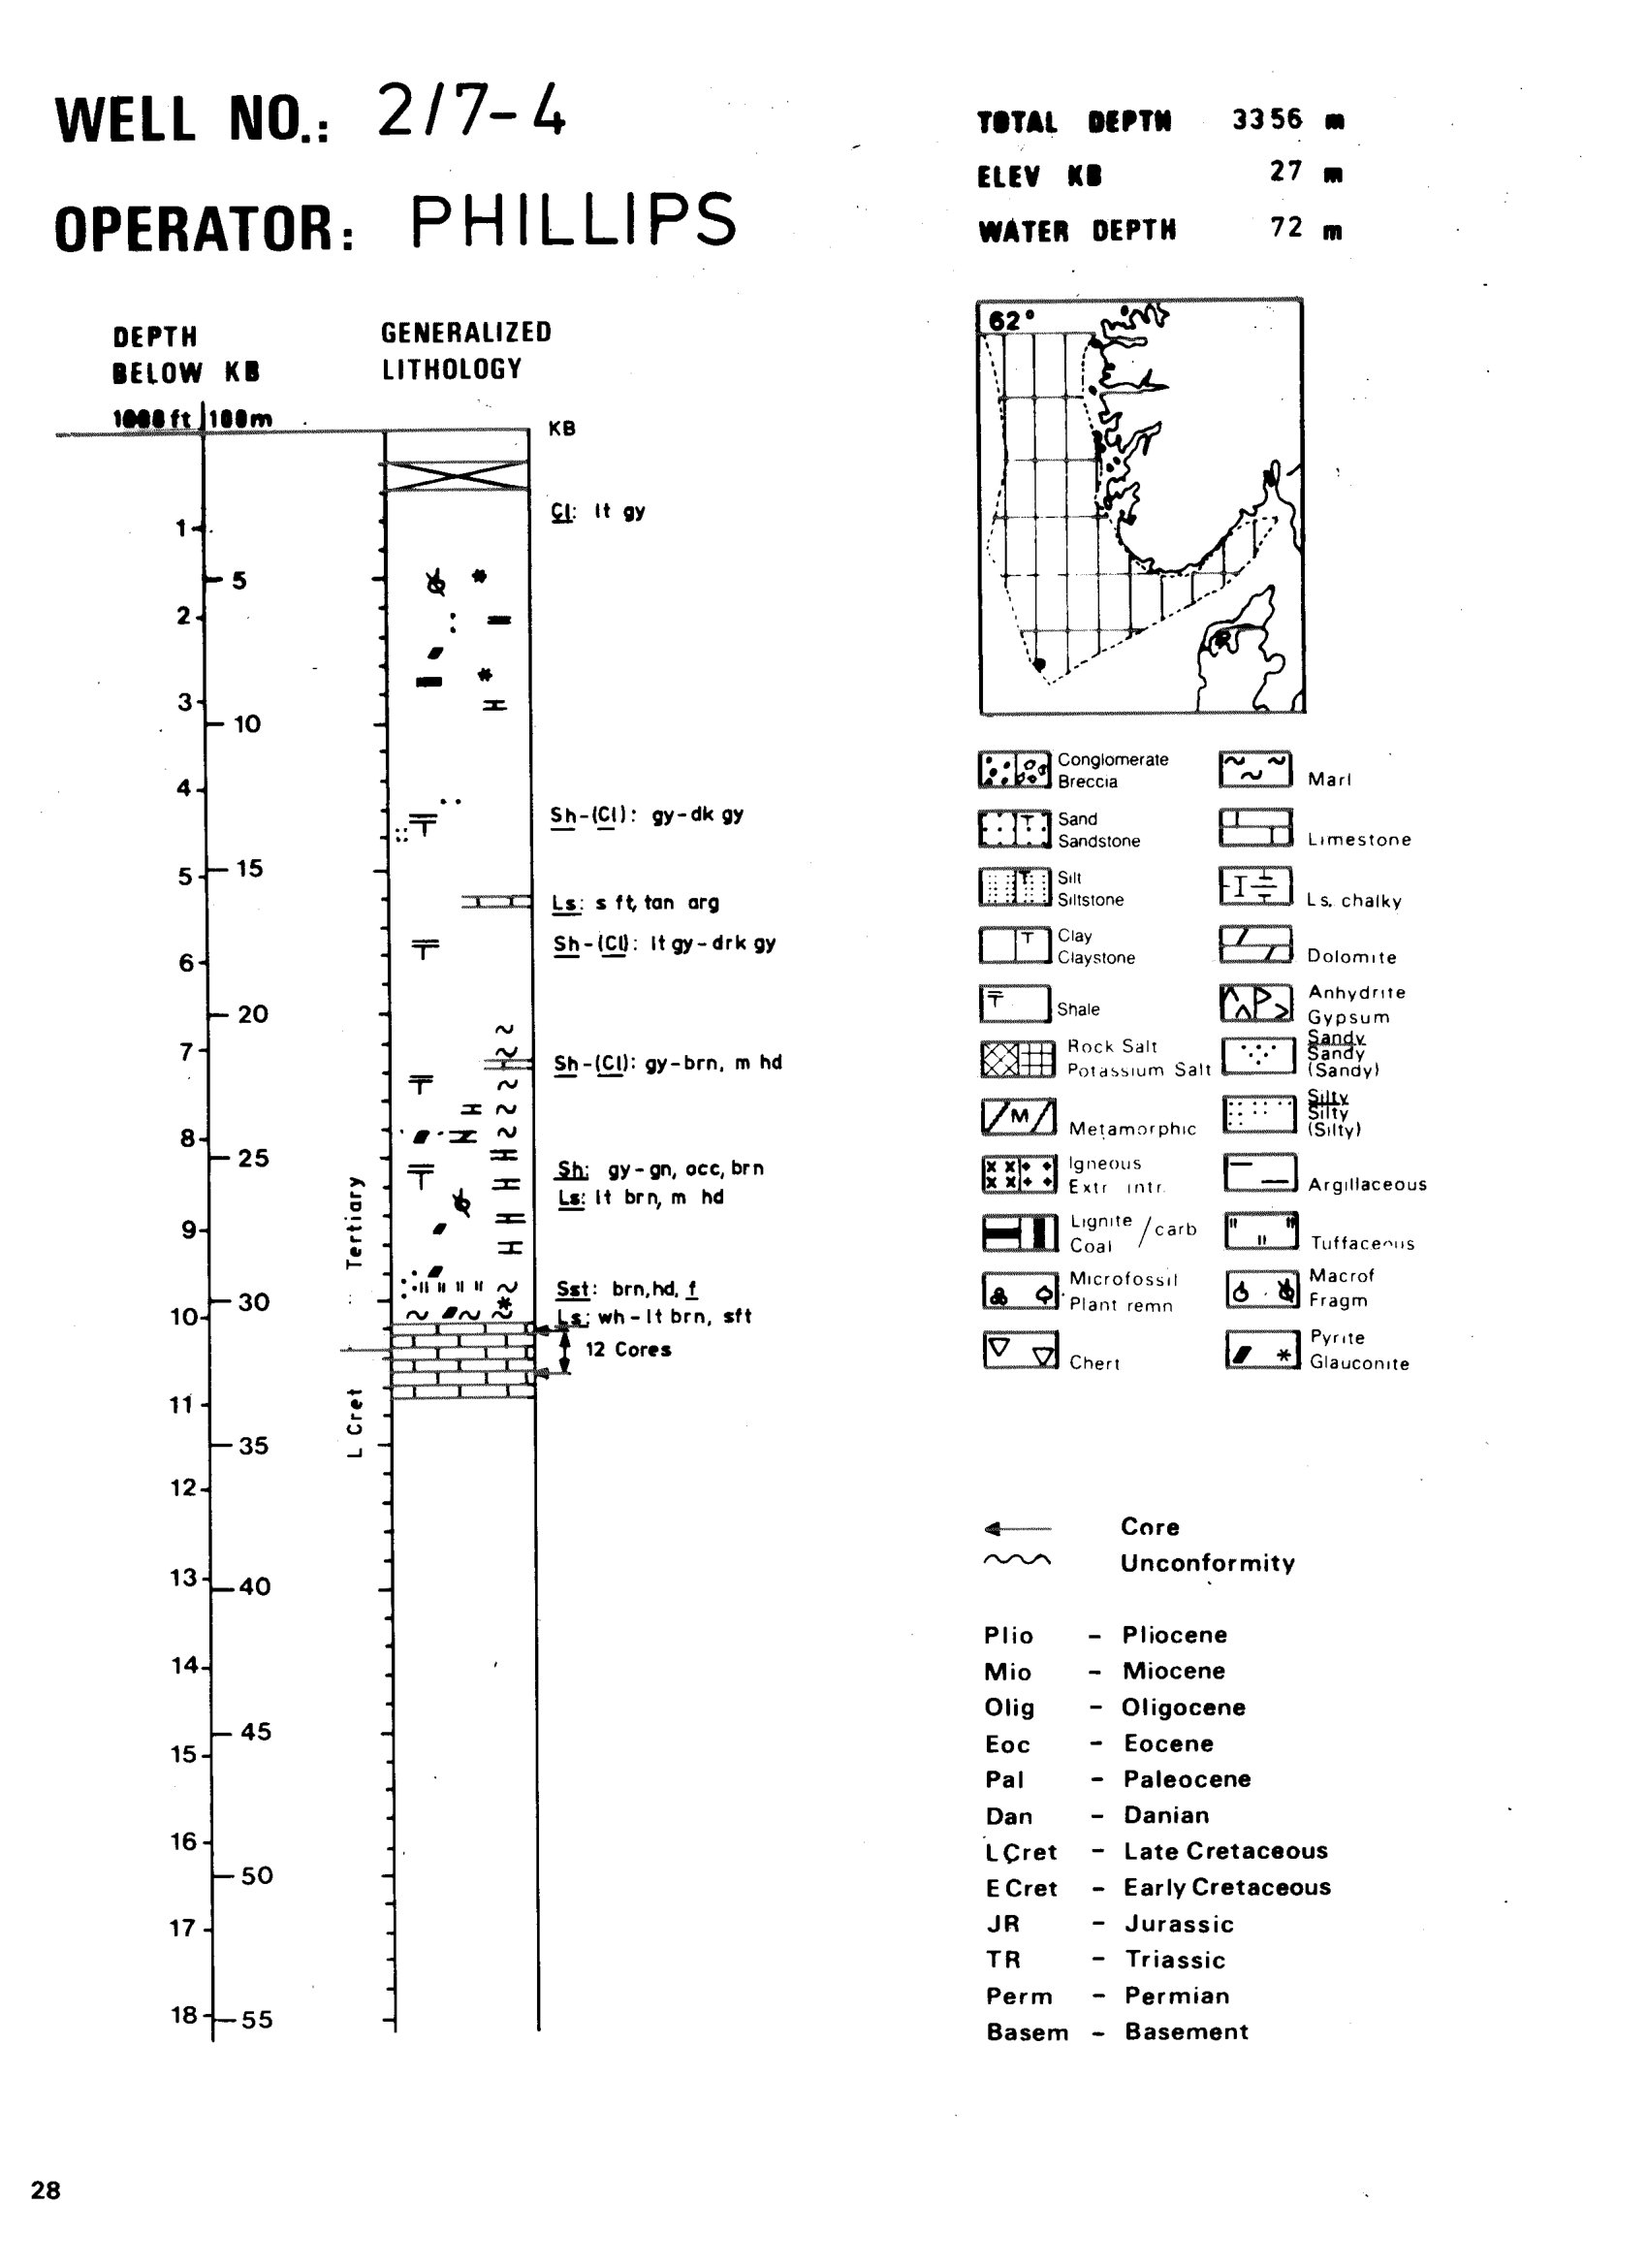 WELL NO.: 2/7-4
OPERATOR: PHILLIPS
TOTAL DEPTH 3356 m
ELEV KB 27 m
WATER DEPTH 72 m
DEPTH
BELOW KB
1000 ft 100m
GENERALIZED
LITHOLOGY
KB
Cl: lt gy
1
5
2
3
10
4
Sh-(Cl): gy-dk gy
5
15
Ls: s ft, tan arg
Sh-(Cl): lt gy-drk gy
6
20
7
Sh-(Cl): gy-brn, m hd
8
25
Sh: gy-gn, occ, brn
Ls: lt brn, m hd
9
Tertiary
Sst: brn, hd, f
30
10
Ls: wh-lt brn, sft
12 Cores
11
L Cret
35
12
13
40
14
45
15
16
50
17
18
55
62°
Conglomerate
Breccia
Marl
Sand
Sandstone
Limestone
Silt
Siltstone
Ls. chalky
Clay
Claystone
Dolomite
Shale
Anhydrite
Gypsum
Rock Salt
Potassium Salt
Sandy
Sandy
(Sandy)
M
Metamorphic
Silty
Silty
(Silty)
Igneous
Extr intr.
Argillaceous
Lignite / carb
Coal
Tuffaceous
Microfossil
Plant remn
Macrof
Fragm
Chert
Pyrite
Glauconite
Core
Unconformity
Plio - Pliocene
Mio - Miocene
Olig - Oligocene
Eoc - Eocene
Pal - Paleocene
Dan - Danian
L Cret - Late Cretaceous
E Cret - Early Cretaceous
JR - Jurassic
TR - Triassic
Perm - Permian
Basem - Basement
28